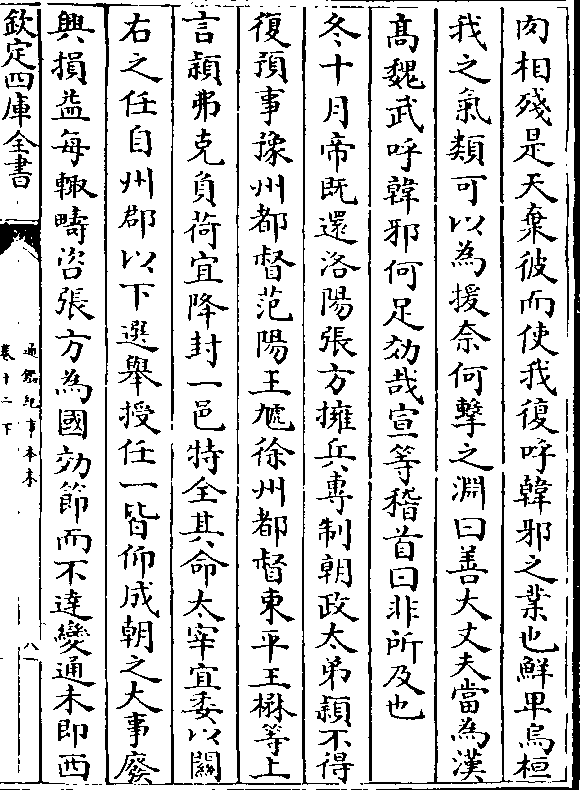 肉相殘是天棄彼而使我復呼韓邪之業也鮮卑烏桓
我之氣類可以為援奈何擊之淵曰善大丈夫當為漢
高魏武呼韓邪何足効哉宣等稽首曰非所及也
冬十月帝既還洛陽張方擁兵專制朝政太弟穎不得
復預事豫州都督范陽王虓徐州都督東平王楙等上
言穎弗克負荷宜降封一邑特全其命太宰宜委以關
右之任自州郡以下選舉授任一皆仰成朝之大事廢
興損益每輒疇咨張方為國効節而不達變通未即西
欽定四庫全書
通鑑紀事本末
卷十二下
八